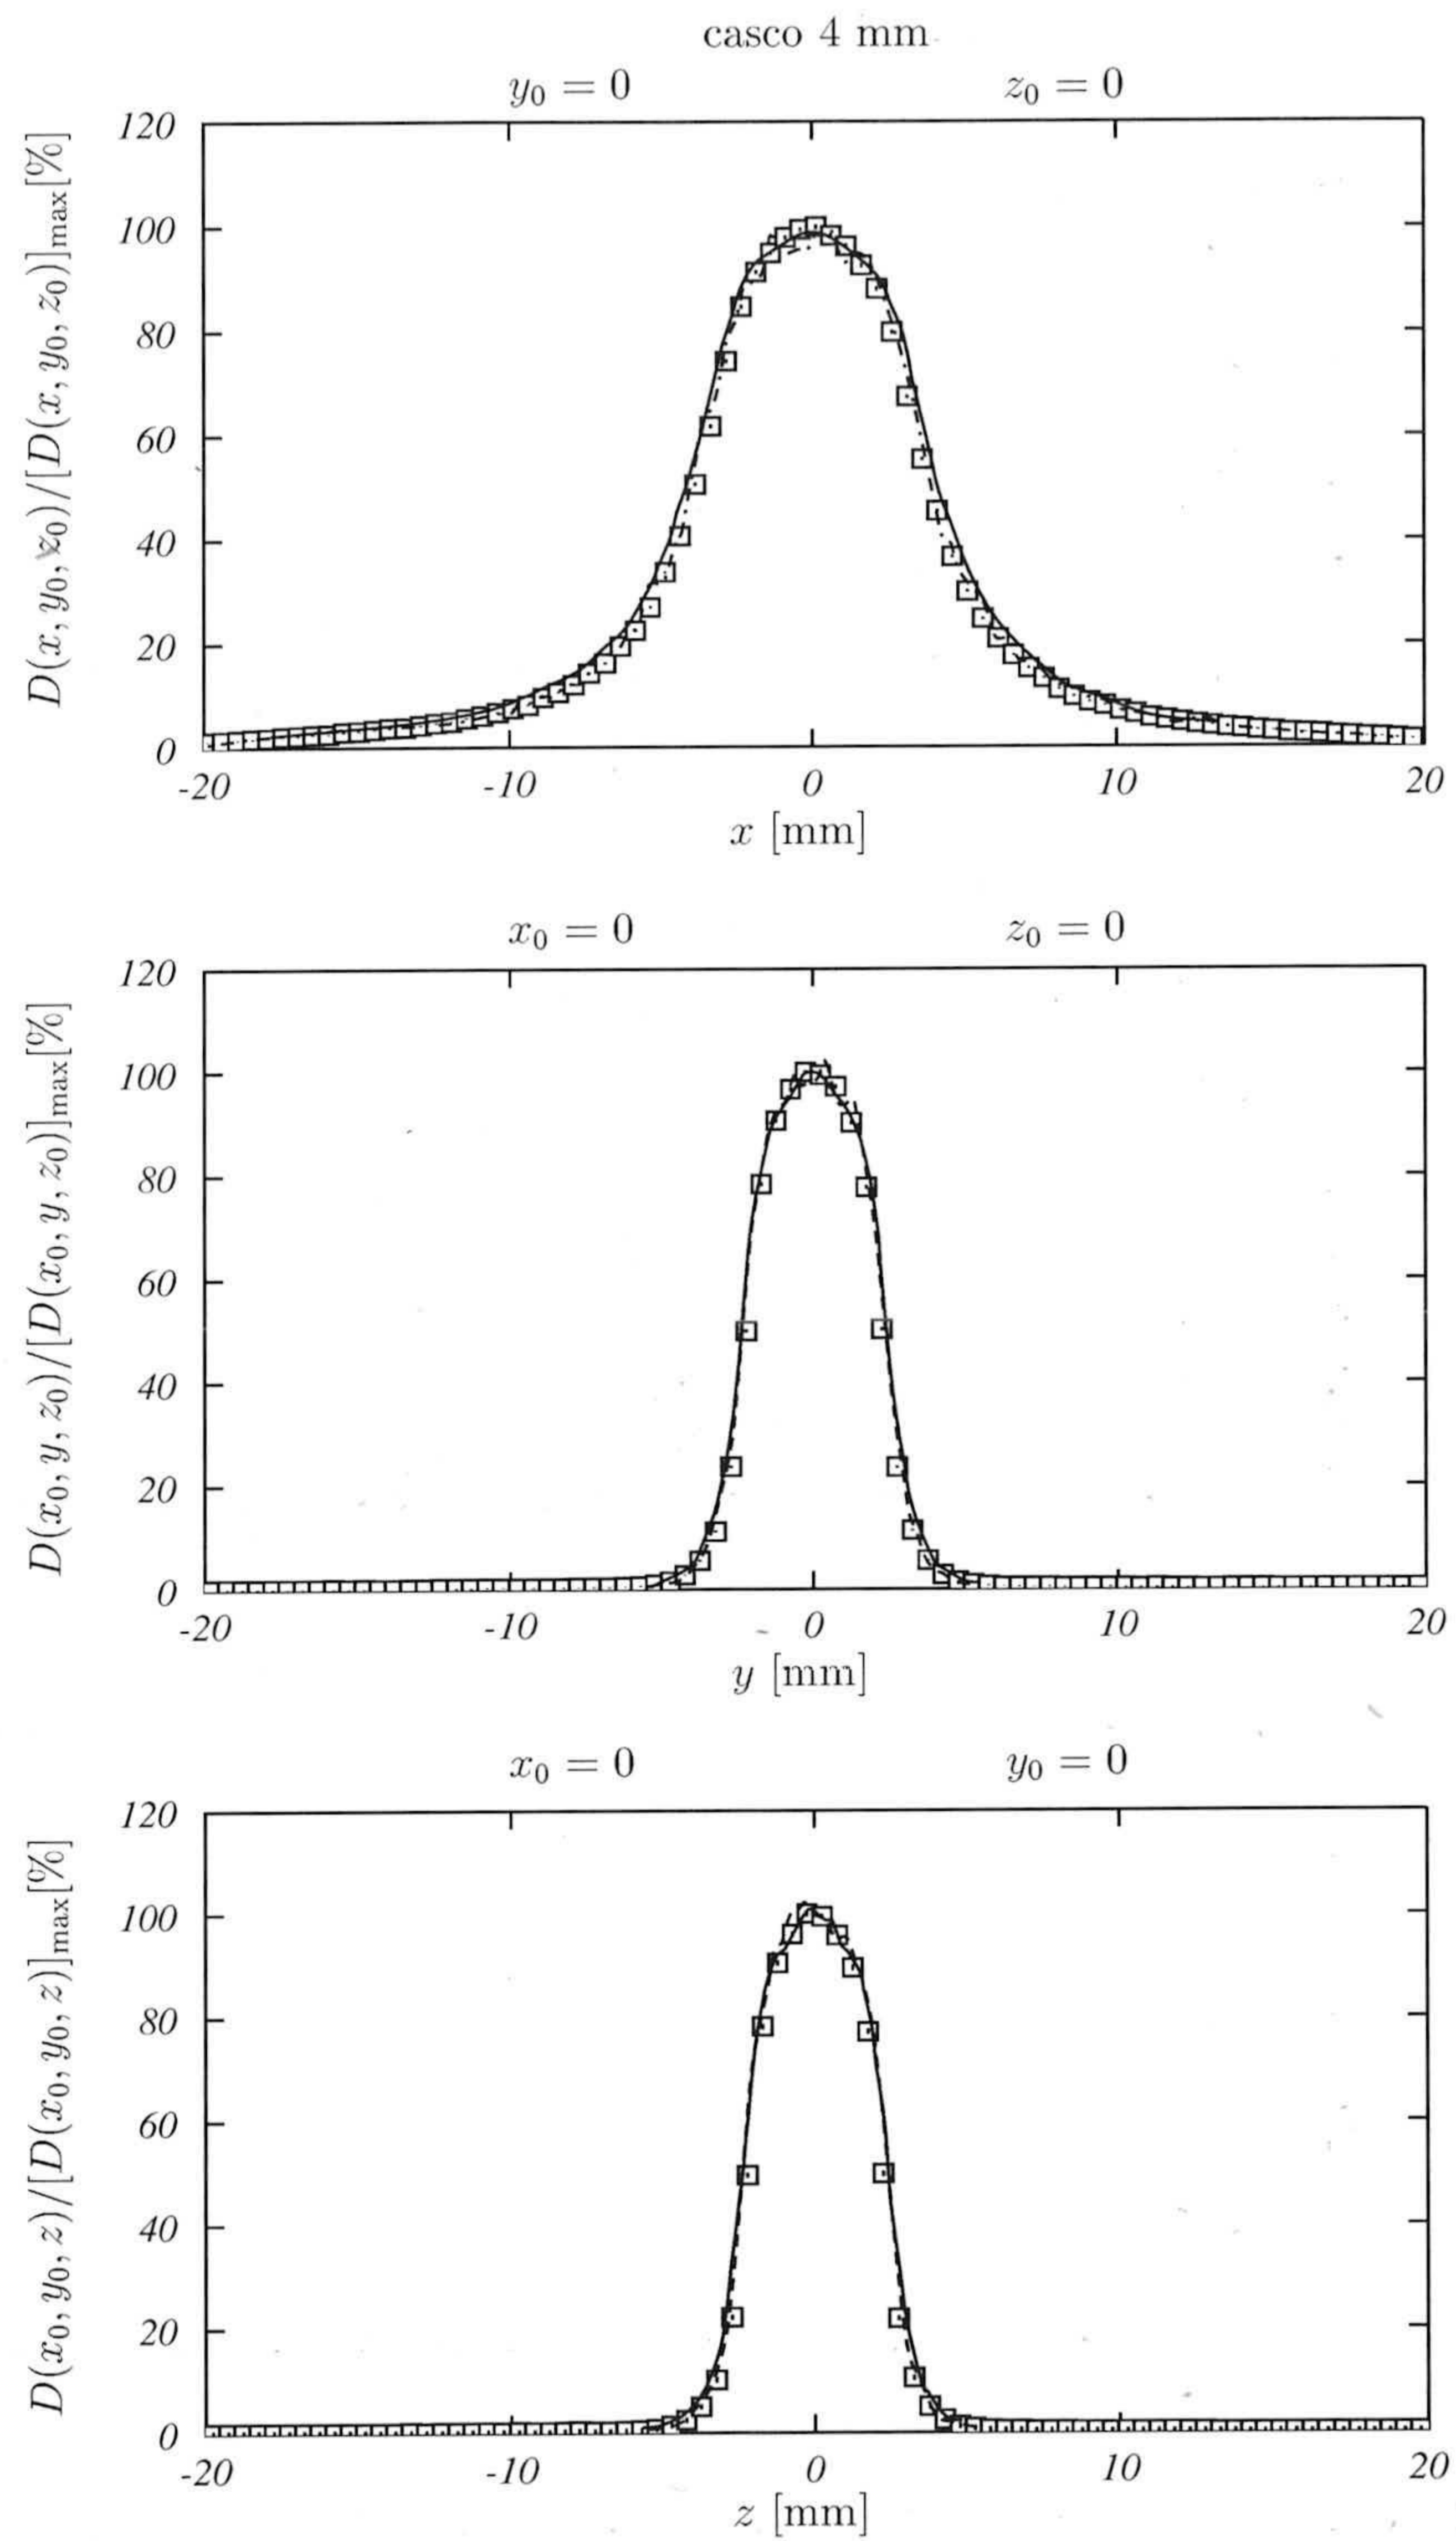 casco 4 mm
y₀ = 0 z₀ = 0
D(x, y₀, z₀)/[D(x, y₀, z₀)]max[%]
120
100
80
60
40
20
0
-20 -10 0 10 20
x [mm]
x₀ = 0 z₀ = 0
D(x₀, y, z₀)/[D(x₀, y, z₀)]max[%]
120
100
80
60
40
20
0
-20 -10 0 10 20
y [mm]
x₀ = 0 y₀ = 0
D(x₀, y₀, z)/[D(x₀, y₀, z)]max[%]
120
100
80
60
40
20
0
-20 -10 0 10 20
z [mm]